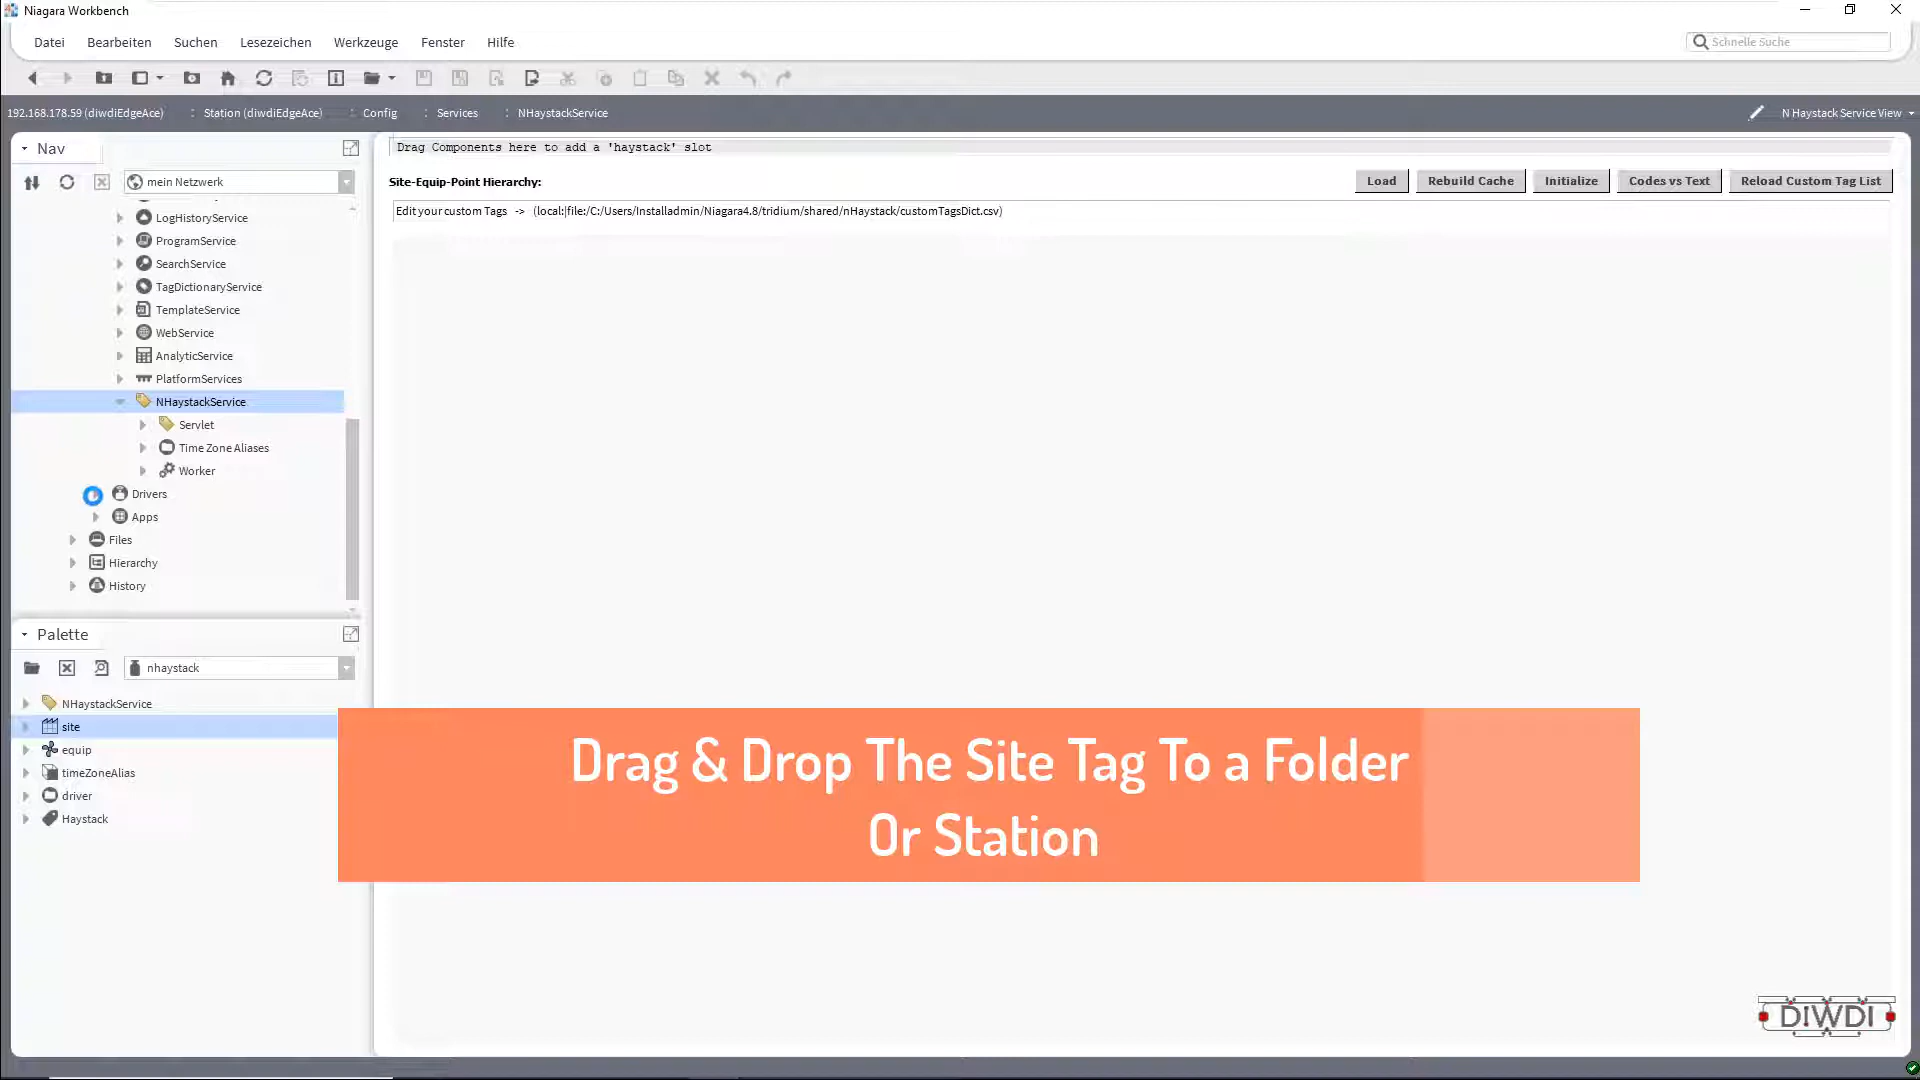 Niagara Workbench
Datei Bearbeiten Suchen Lesezeichen Werkzeuge Fenster Hilfe
Schnelle Suche
192.168.178.59 (diwdiEdgeAce) : Station (diwdiEdgeAce) : Config : Services : NHaystackService
N Haystack Service View
Nav
mein Netzwerk
LogHistoryService
ProgramService
SearchService
TagDictionaryService
TemplateService
WebService
AnalyticService
PlatformServices
NHaystackService
Servlet
Time Zone Aliases
Worker
Drivers
Apps
Files
Hierarchy
History
Palette
nhaystack
NHaystackService
site
equip
timeZoneAlias
driver
Haystack
Drag Components here to add a 'haystack' slot
Site-Equip-Point Hierarchy:
Load Rebuild Cache Initialize Codes vs Text Reload Custom Tag List
Edit your custom Tags -> (local:|file:/C:/Users/Installadmin/Niagara4.8/tridium/shared/nHaystack/customTagsDict.csv)
Drag & Drop The Site Tag To a Folder
Or Station
DIWDI